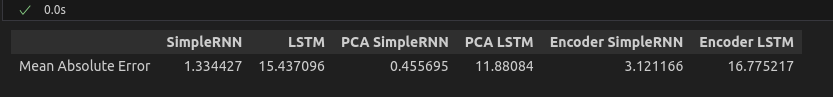 0.0s
SimpleRNN LSTM PCA SimpleRNN PCA LSTM Encoder SimpleRNN Encoder LSTM
Mean Absolute Error 1.334427 15.437096 0.455695 11.88084 3.121166 16.775217